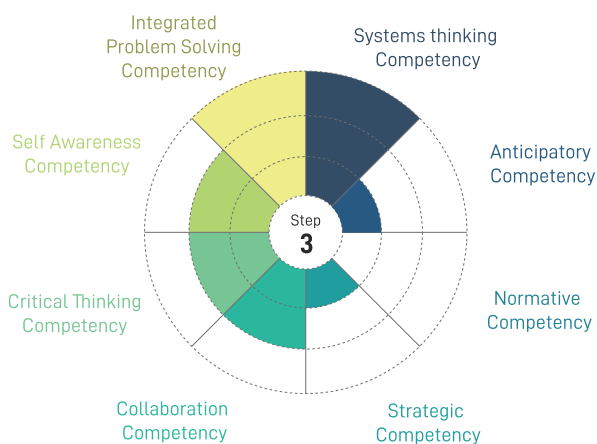 Integrated
Problem Solving
Competency
Systems thinking
Competency
Self Awareness
Competency
Anticipatory
Competency
Step
3
Critical Thinking
Competency
Normative
Competency
Collaboration
Competency
Strategic
Competency